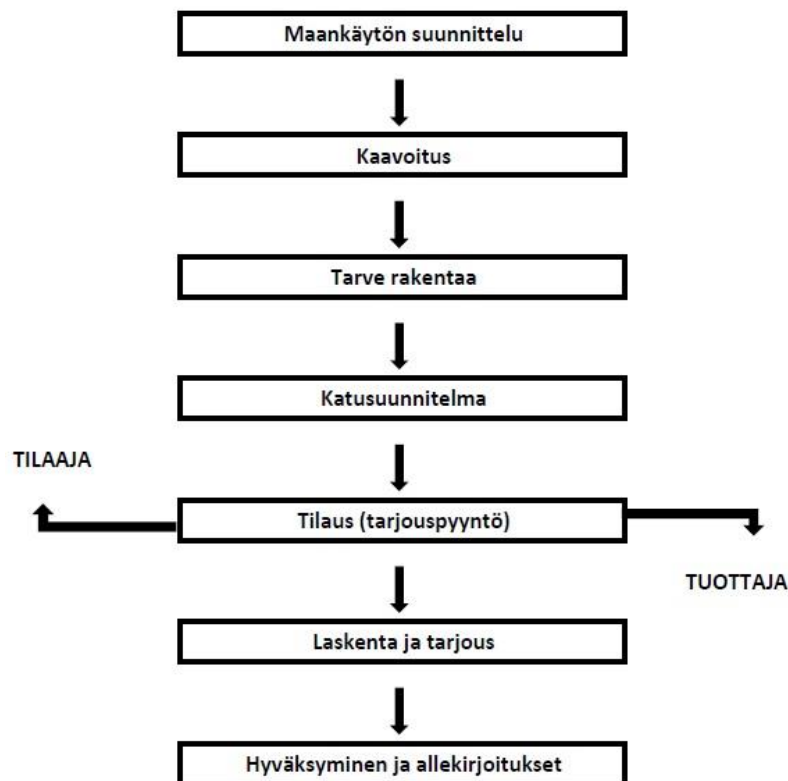 Maankäytön suunnittelu
Kaavoitus
Tarve rakentaa
Katusuunnitelma
TILAAJA
Tilaus (tarjouspyyntö)
TUOTTAJA
Laskenta ja tarjous
Hyväksyminen ja allekirjoitukset